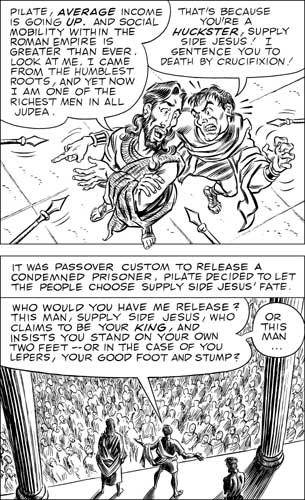 PILATE, AVERAGE INCOME
IS GOING UP. AND SOCIAL
MOBILITY WITHIN THE
ROMAN EMPIRE IS
GREATER THAN EVER.
LOOK AT ME. I CAME
FROM THE HUMBLEST
ROOTS, AND YET NOW
I AM ONE OF THE
RICHEST MEN IN ALL
JUDEA.
THAT'S BECAUSE
YOU'RE A
HUCKSTER, SUPPLY
SIDE JESUS! I
SENTENCE YOU TO
DEATH BY CRUCIFIXION!
IT WAS PASSOVER CUSTOM TO RELEASE A
CONDEMNED PRISONER, PILATE DECIDED TO LET
THE PEOPLE CHOOSE SUPPLY SIDE JESUS' FATE.
WHO WOULD YOU HAVE ME RELEASE?
THIS MAN, SUPPLY SIDE JESUS, WHO
CLAIMS TO BE YOUR KING, AND
INSISTS YOU STAND ON YOUR OWN
TWO FEET -- OR IN THE CASE OF YOU
LEPERS, YOUR GOOD FOOT AND STUMP?
OR
THIS
MAN
...